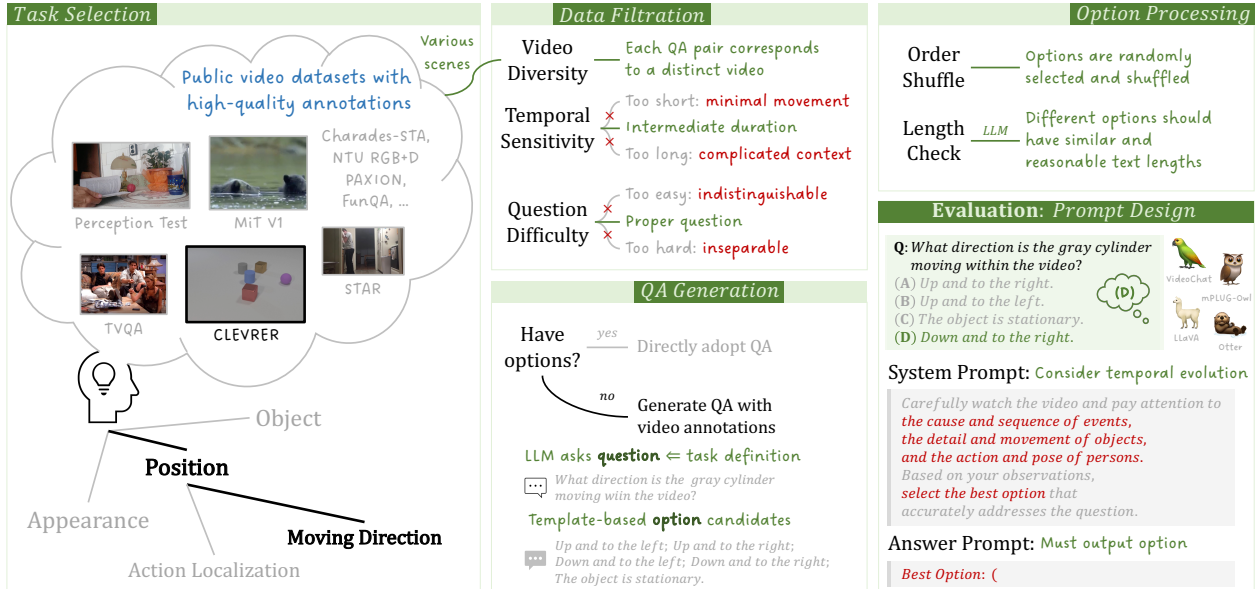 Task Selection
Various
scenes
Public video datasets with
high-quality annotations
Charades-STA,
NTU RGB+D
PAXION,
FunQA, ...
Perception Test
MiT V1
STAR
TVQA
CLEVRER
Object
Position
Appearance
Moving Direction
Action Localization
Data Filtration
Video
Diversity
Each QA pair corresponds
to a distinct video
Temporal
Sensitivity
Too short: minimal movement
Intermediate duration
Too long: complicated context
Question
Difficulty
Too easy: indistinguishable
Proper question
Too hard: inseparable
QA Generation
Have
options?
yes
Directly adopt QA
no
Generate QA with
video annotations
LLM asks question ⇐ task definition
What direction is the gray cylinder
moving wiin the video?
Template-based option candidates
Up and to the left; Up and to the right;
Down and to the left; Down and to the right;
The object is stationary.
Option Processing
Order
Shuffle
Options are randomly
selected and shuffled
Length
Check
LLM
Different options should
have similar and
reasonable text lengths
Evaluation: Prompt Design
Q: What direction is the gray cylinder
moving within the video?
(A) Up and to the right.
(B) Up and to the left.
(C) The object is stationary.
(D) Down and to the right.
(D)
VideoChat
mPLUG-Owl
LLaVA
Otter
System Prompt: Consider temporal evolution
Carefully watch the video and pay attention to
the cause and sequence of events,
the detail and movement of objects,
and the action and pose of persons.
Based on your observations,
select the best option that
accurately addresses the question.
Answer Prompt: Must output option
Best Option: (